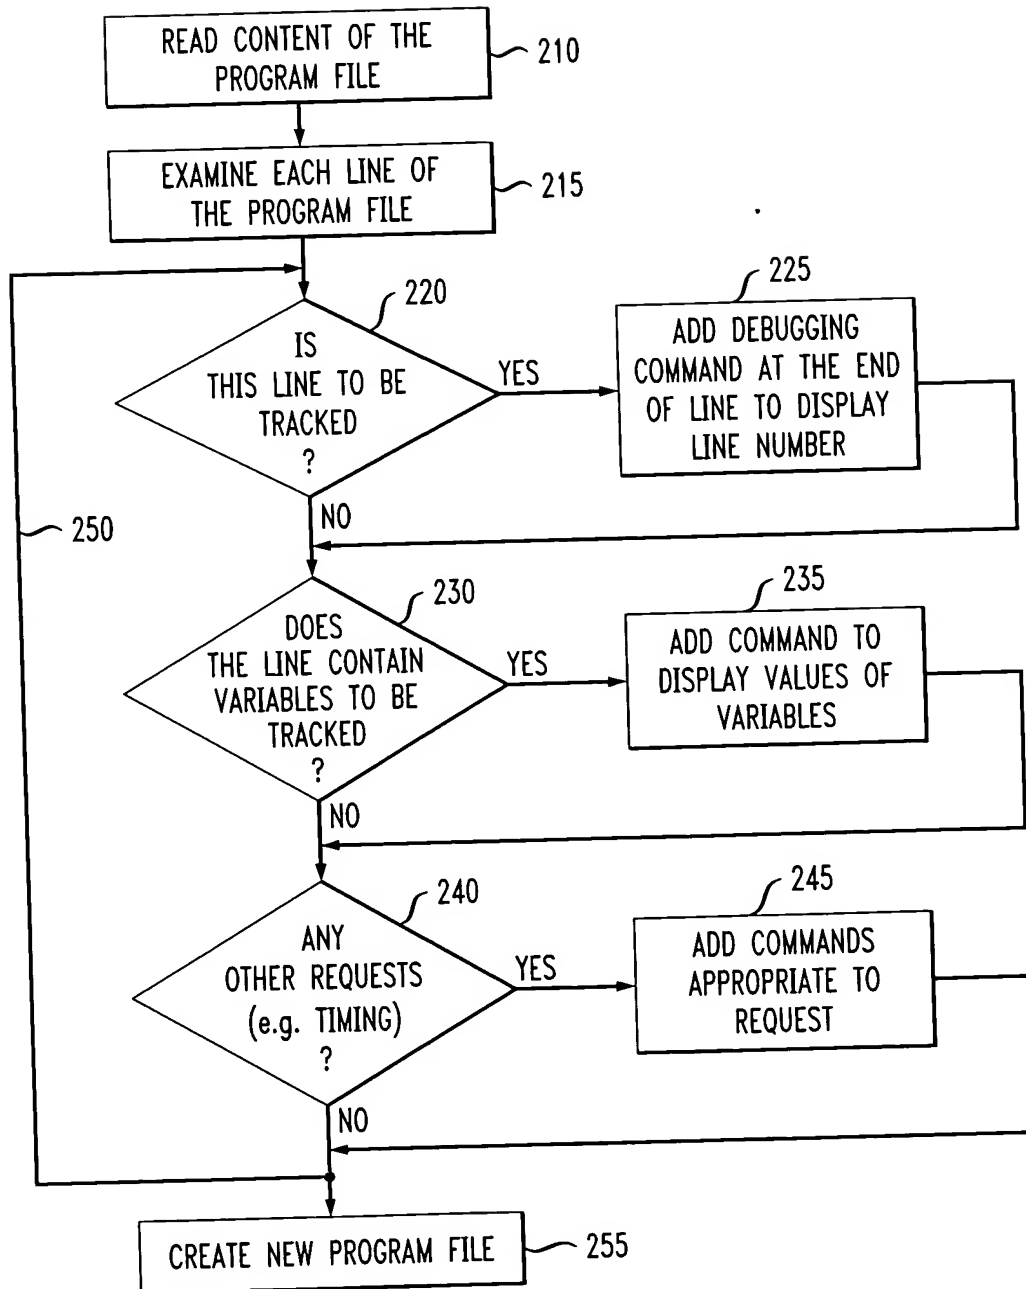 READ CONTENT OF THE
PROGRAM FILE
210
EXAMINE EACH LINE OF
THE PROGRAM FILE
215
220
IS
THIS LINE TO BE
TRACKED
?
YES
225
ADD DEBUGGING
COMMAND AT THE END
OF LINE TO DISPLAY
LINE NUMBER
NO
250
230
DOES
THE LINE CONTAIN
VARIABLES TO BE
TRACKED
?
YES
235
ADD COMMAND TO
DISPLAY VALUES OF
VARIABLES
NO
240
ANY
OTHER REQUESTS
(e.g. TIMING)
?
YES
245
ADD COMMANDS
APPROPRIATE TO
REQUEST
NO
CREATE NEW PROGRAM FILE
255